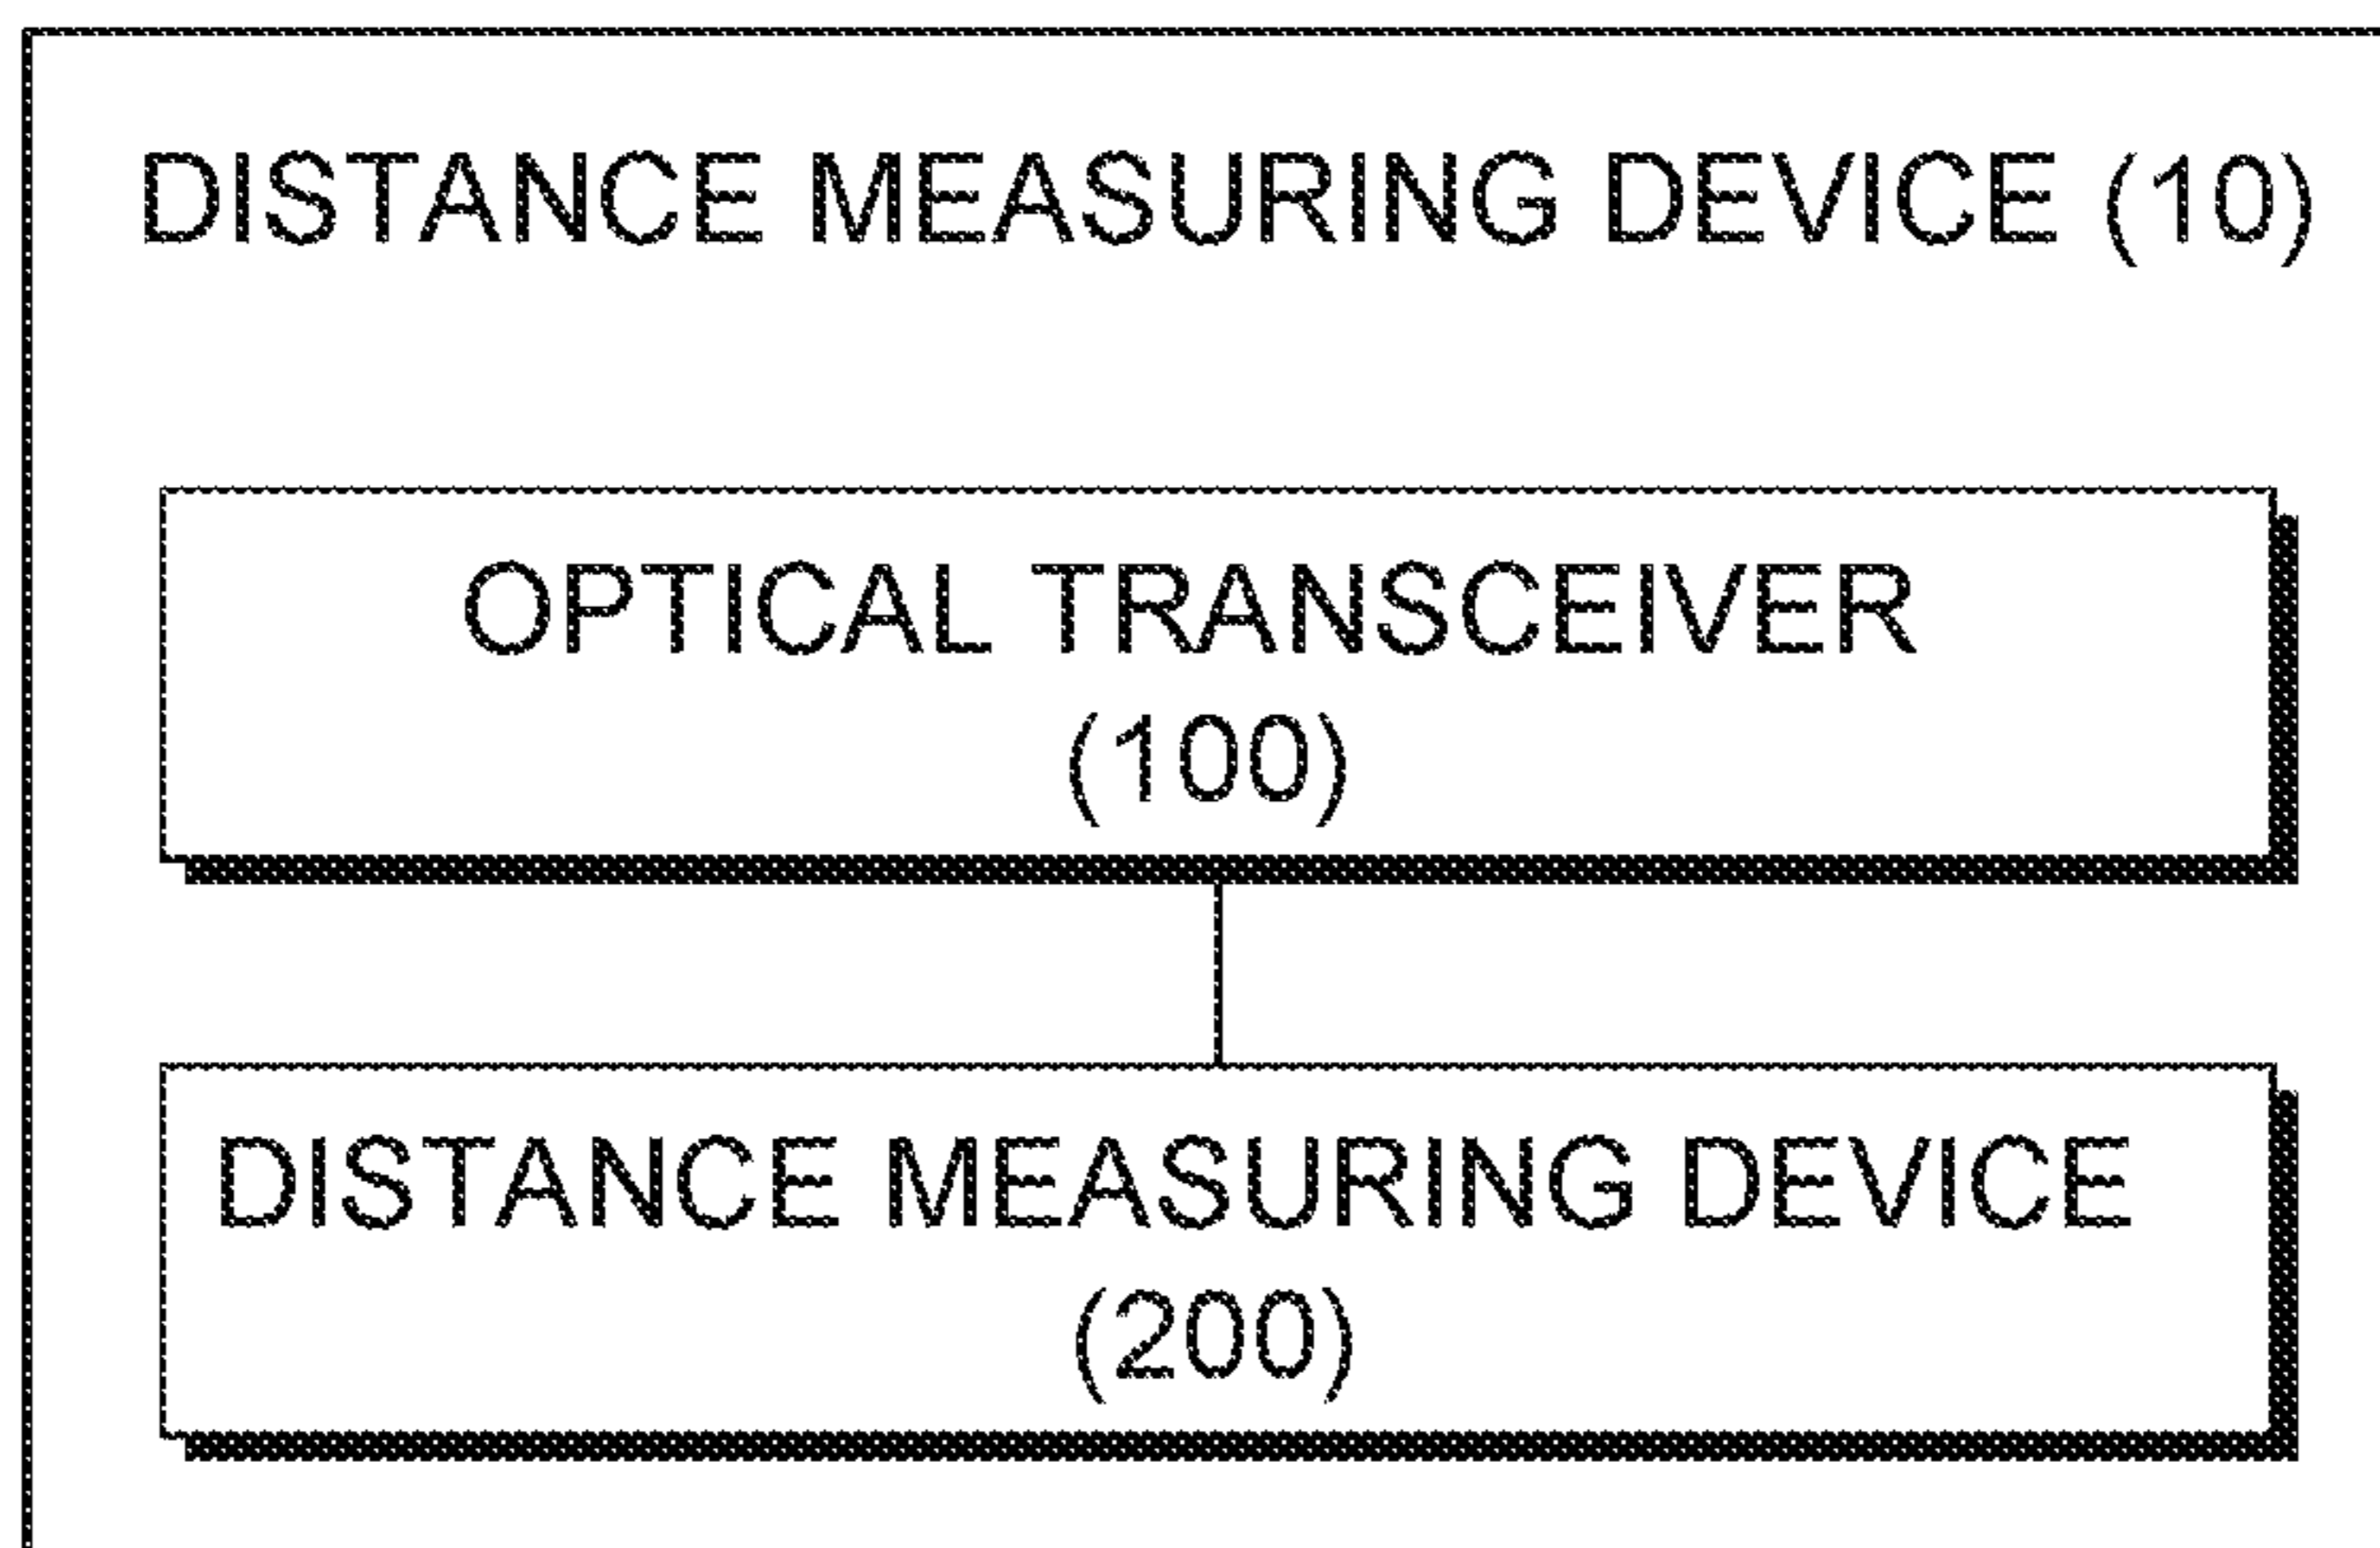 DISTANCE MEASURING DEVICE (10)
OPTICAL TRANSCEIVER
(100)
DISTANCE MEASURING DEVICE
(200)